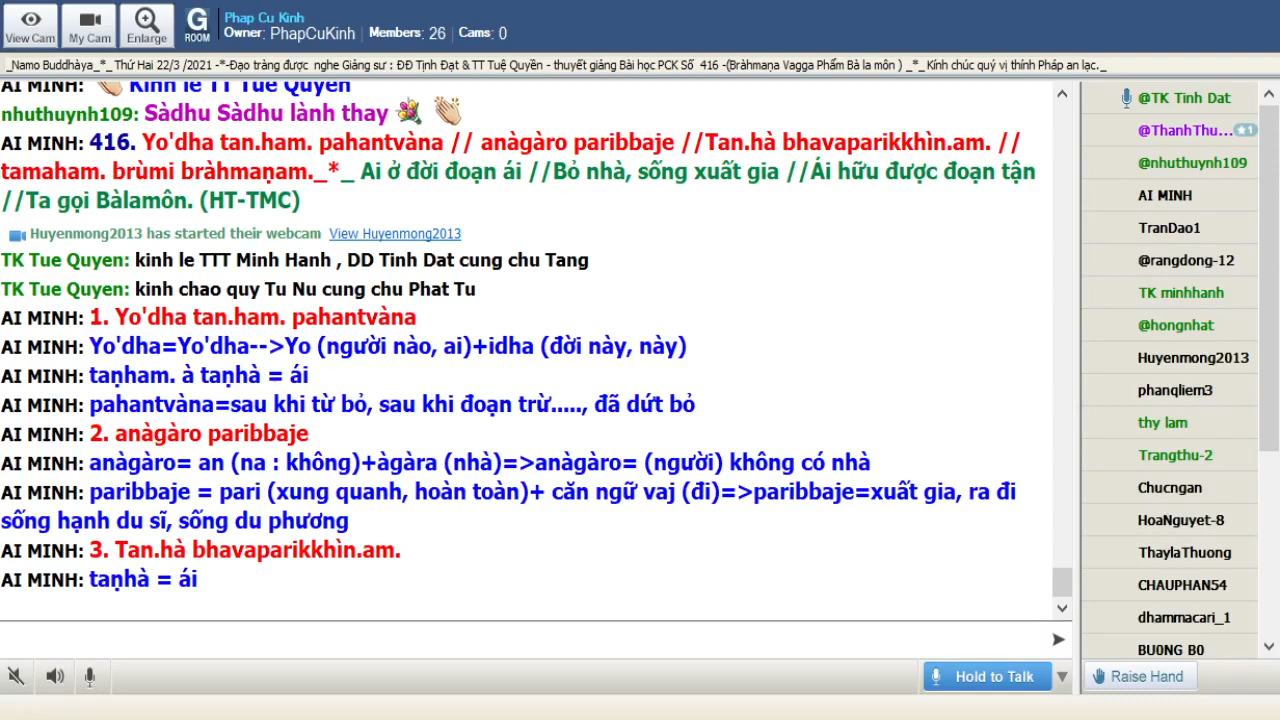 View Cam
My Cam
Enlarge
G
ROOM
Phap Cu Kinh
Owner: PhapCuKinh | Members: 26 | Cams: 0
_Namo Buddhàya_*_ Thứ Hai 22/3 /2021 -*-Đạo tràng được nghe Giảng sư : ĐĐ Tịnh Đạt & TT Tuệ Quyền - thuyết giảng Bài học PCK Số 416 -(Bràhmaṇa Vagga Phẩm Bà la môn ) _*_ Kính chúc quý vị thính Pháp an lạc._
AI MINH: Kính lễ TT Tuệ Quyền
nhuthuynh109: Sàdhu Sàdhu lành thay
AI MINH: 416. Yo'dha tan.ham. pahantvàna // anàgàro paribbaje //Tan.hà bhavaparikkhìn.am. //
tamaham. brùmi bràhmaṇam._*_ Ai ở đời đoạn ái //Bỏ nhà, sống xuất gia //Ái hữu được đoạn tận
//Ta gọi Bàlamôn. (HT-TMC)
Huyenmong2013 has started their webcam View Huyenmong2013
TK Tue Quyen: kinh le TTT Minh Hanh , DD Tinh Dat cung chu Tang
TK Tue Quyen: kinh chao quy Tu Nu cung chu Phat Tu
AI MINH: 1. Yo'dha tan.ham. pahantvàna
AI MINH: Yo'dha=Yo'dha-->Yo (người nào, ai)+idha (đời này, này)
AI MINH: taṇham. à taṇhà = ái
AI MINH: pahantvàna=sau khi từ bỏ, sau khi đoạn trừ....., đã dứt bỏ
AI MINH: 2. anàgàro paribbaje
AI MINH: anàgàro= an (na : không)+àgàra (nhà)=>anàgàro= (người) không có nhà
AI MINH: paribbaje = pari (xung quanh, hoàn toàn)+ căn ngữ vaj (đi)=>paribbaje=xuất gia, ra đi
sống hạnh du sĩ, sống du phương
AI MINH: 3. Tan.hà bhavaparikkhìn.am.
AI MINH: taṇhà = ái
Hold to Talk
@TK Tinh Dat
@ThanhThu... ★1
@nhuthuynh109
AI MINH
TranDao1
@rangdong-12
TK minhhanh
@hongnhat
Huyenmong2013
phanqliem3
thy lam
Trangthu-2
Chucngan
HoaNguyet-8
ThaylaThuong
CHAUPHAN54
dhammacari_1
BU0NG B0
Raise Hand